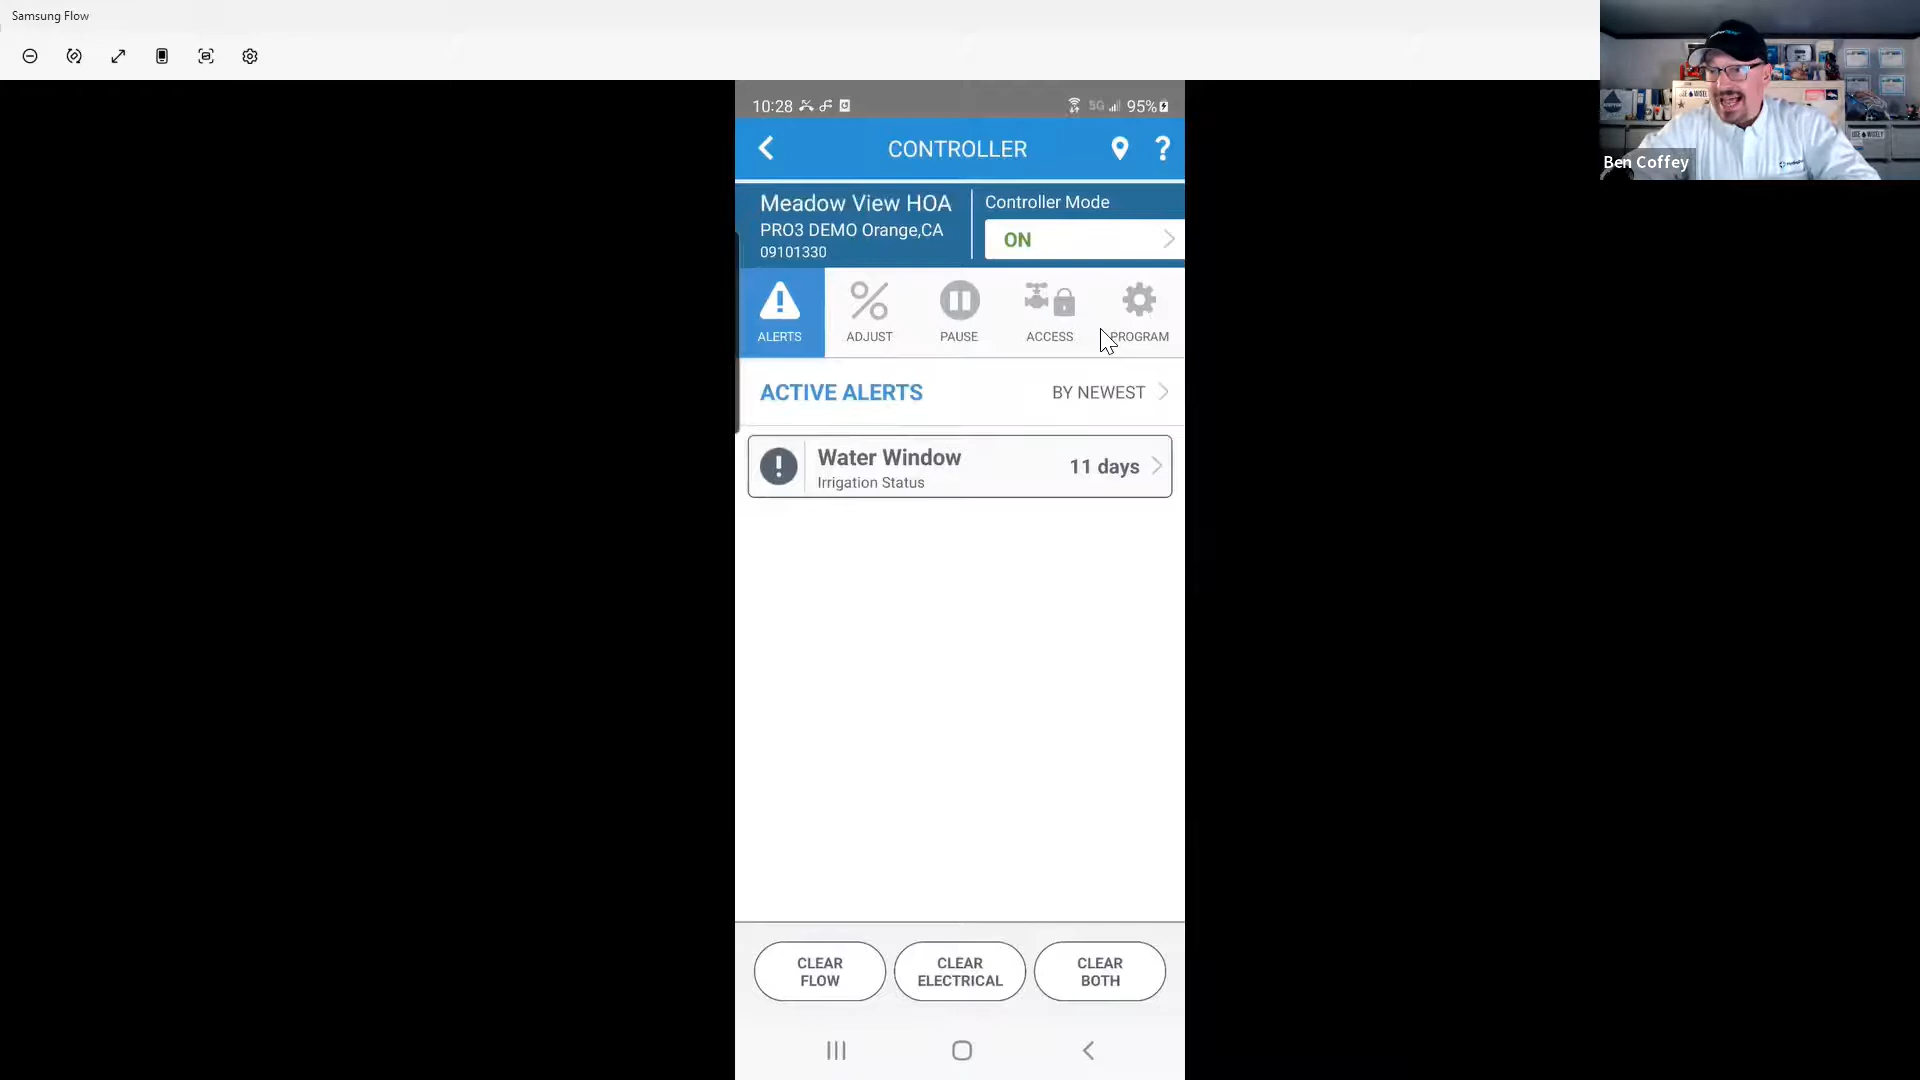 Samsung Flow
10:28
5G 95%
CONTROLLER
?
Meadow View HOA
PRO3 DEMO Orange,CA
09101330
Controller Mode
ON
ALERTS
ADJUST
PAUSE
ACCESS
PROGRAM
ACTIVE ALERTS
BY NEWEST
Water Window
Irrigation Status
11 days
CLEAR
FLOW
CLEAR
ELECTRICAL
CLEAR
BOTH
Ben Coffey